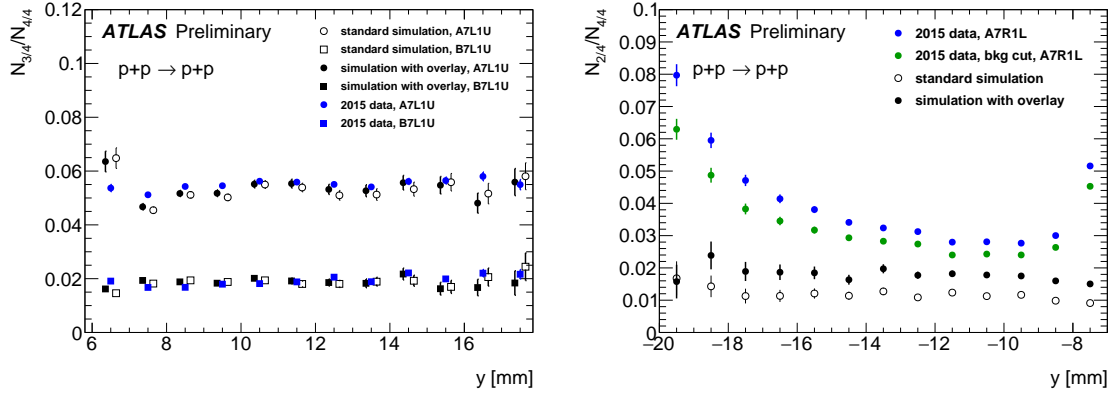 ATLAS Preliminary
p+p → p+p
standard simulation, A7L1U
standard simulation, B7L1U
simulation with overlay, A7L1U
simulation with overlay, B7L1U
2015 data, A7L1U
2015 data, B7L1U
N3/4/N4/4
0.12
0.1
0.08
0.06
0.04
0.02
0
6 8 10 12 14 16
y [mm]
ATLAS Preliminary
p+p → p+p
2015 data, A7R1L
2015 data, bkg cut, A7R1L
standard simulation
simulation with overlay
N2/4/N4/4
0.1
0.09
0.08
0.07
0.06
0.05
0.04
0.03
0.02
0.01
0
−20 −18 −16 −14 −12 −10 −8
y [mm]